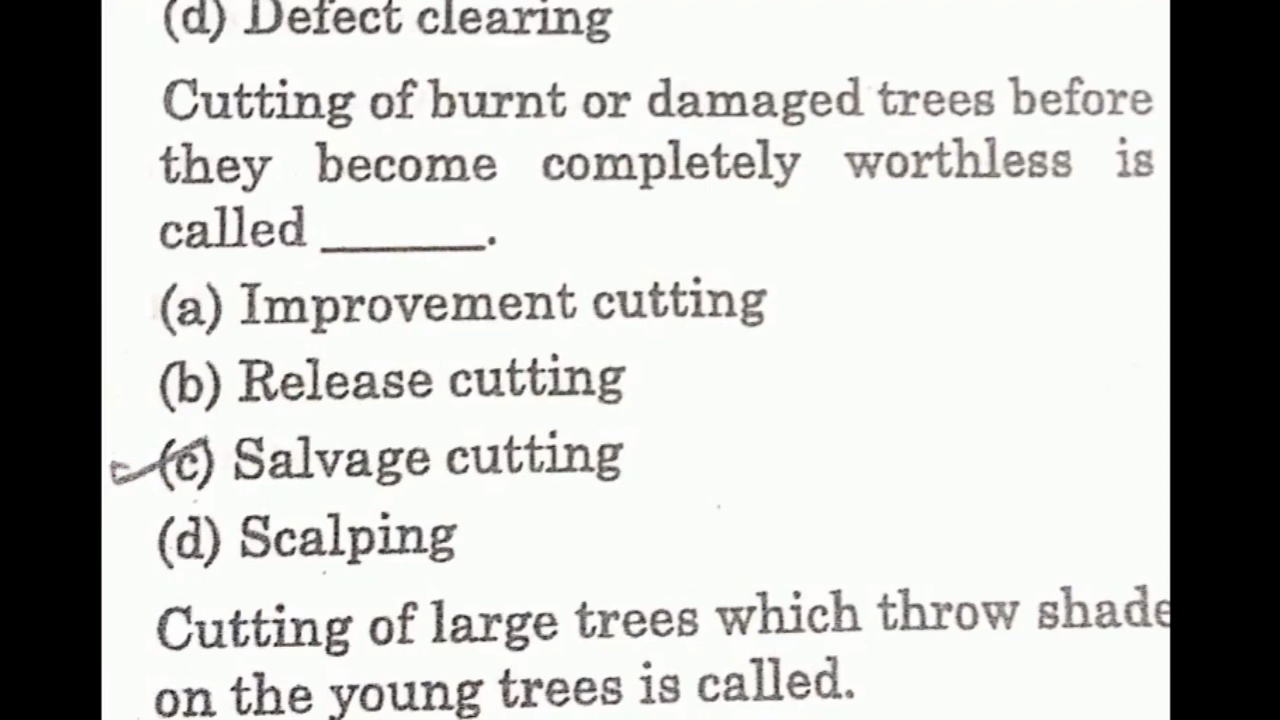 (d) Defect clearing
Cutting of burnt or damaged trees before
they become completely worthless is
called ______.
(a) Improvement cutting
(b) Release cutting
(c) Salvage cutting
(d) Scalping
Cutting of large trees which throw shade
on the young trees is called.